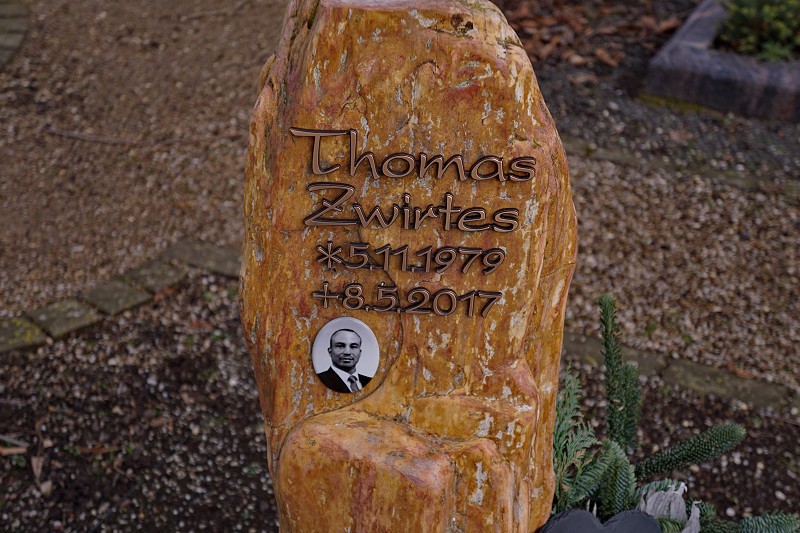 Thomas
Zwirtes
*5.11.1979
+8.5.2017